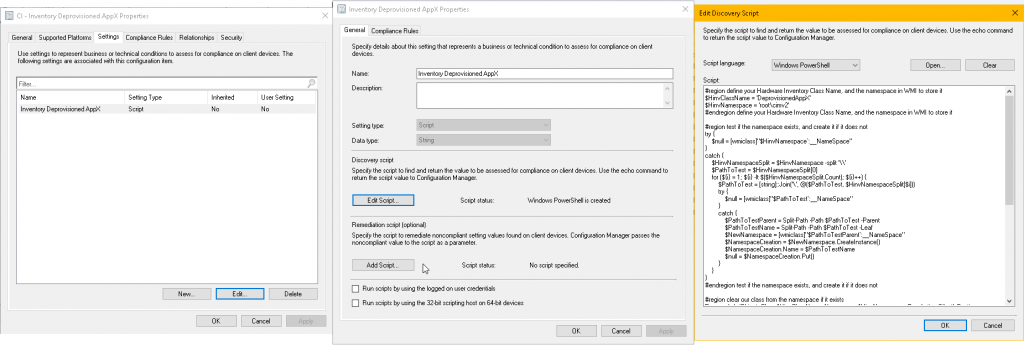 CI - Inventory Deprovisioned AppX Properties
General Supported Platforms Settings Compliance Rules Relationships Security
Use settings to represent business or technical conditions to assess for compliance on client devices. The
following settings are associated with this configuration item.
Filter...
Name Setting Type Inherited User Setting
Inventory Deprovisioned AppX Script No No
New... Edit... Delete
OK Cancel Apply
Inventory Deprovisioned AppX Properties
General Compliance Rules
Specify details about this setting that represents a business or technical condition to assess for compliance on client
devices.
Name: Inventory Deprovisioned AppX
Description:
Setting type: Script
Data type: String
Discovery script
Specify the script to find and return the value to be assessed for compliance on client devices. Use the echo command
to return the script value to Configuration Manager.
Edit Script... Script status: Windows PowerShell is created
Remediation script (optional)
Specify the script to remediate noncompliant setting values found on client devices. Configuration Manager passes the
noncompliant value to the script as a parameter.
Add Script... Script status: No script specified.
Run scripts by using the logged on user credentials
Run scripts by using the 32-bit scripting host on 64-bit devices
OK Cancel Apply
Edit Discovery Script
Specify the script to find and return the value to be assessed for compliance on client devices. Use the echo command
to return the script value to Configuration Manager.
Script language: Windows PowerShell Open... Clear
Script:
#region define your Hardware Inventory Class Name, and the namespace in WMI to store it
$HinvClassName = 'DeprovisionedAppX'
$HinvNamespace = 'root\cimv2'
#endregion define your Hardware Inventory Class Name, and the namespace in WMI to store it
#region test if the namespace exists, and create it if it does not
try {
$null = [wmiclass]"$HinvNamespace`:__NameSpace"
}
catch {
$HinvNamespaceSplit = $HinvNamespace -split '\\'
$PathToTest = $HinvNamespaceSplit[0]
for ($i = 1; $i -lt $($HinvNamespaceSplit.Count); $i++) {
$PathToTest = [string]::Join('\', @($PathToTest, $HinvNamespaceSplit[$i]))
try {
$null = [wmiclass]"$PathToTest`:__NameSpace"
}
catch {
$PathToTestParent = Split-Path -Path $PathToTest -Parent
$PathToTestName = Split-Path -Path $PathToTest -Leaf
$NewNamespace = [wmiclass]"$PathToTestParent`:__NameSpace"
$NamespaceCreation = $NewNamespace.CreateInstance()
$NamespaceCreation.Name = $PathToTestName
$null = $NamespaceCreation.Put()
}
}
}
#endregion test if the namespace exists, and create it if it does not
#region clear our class from the namespace if it exists
OK Cancel